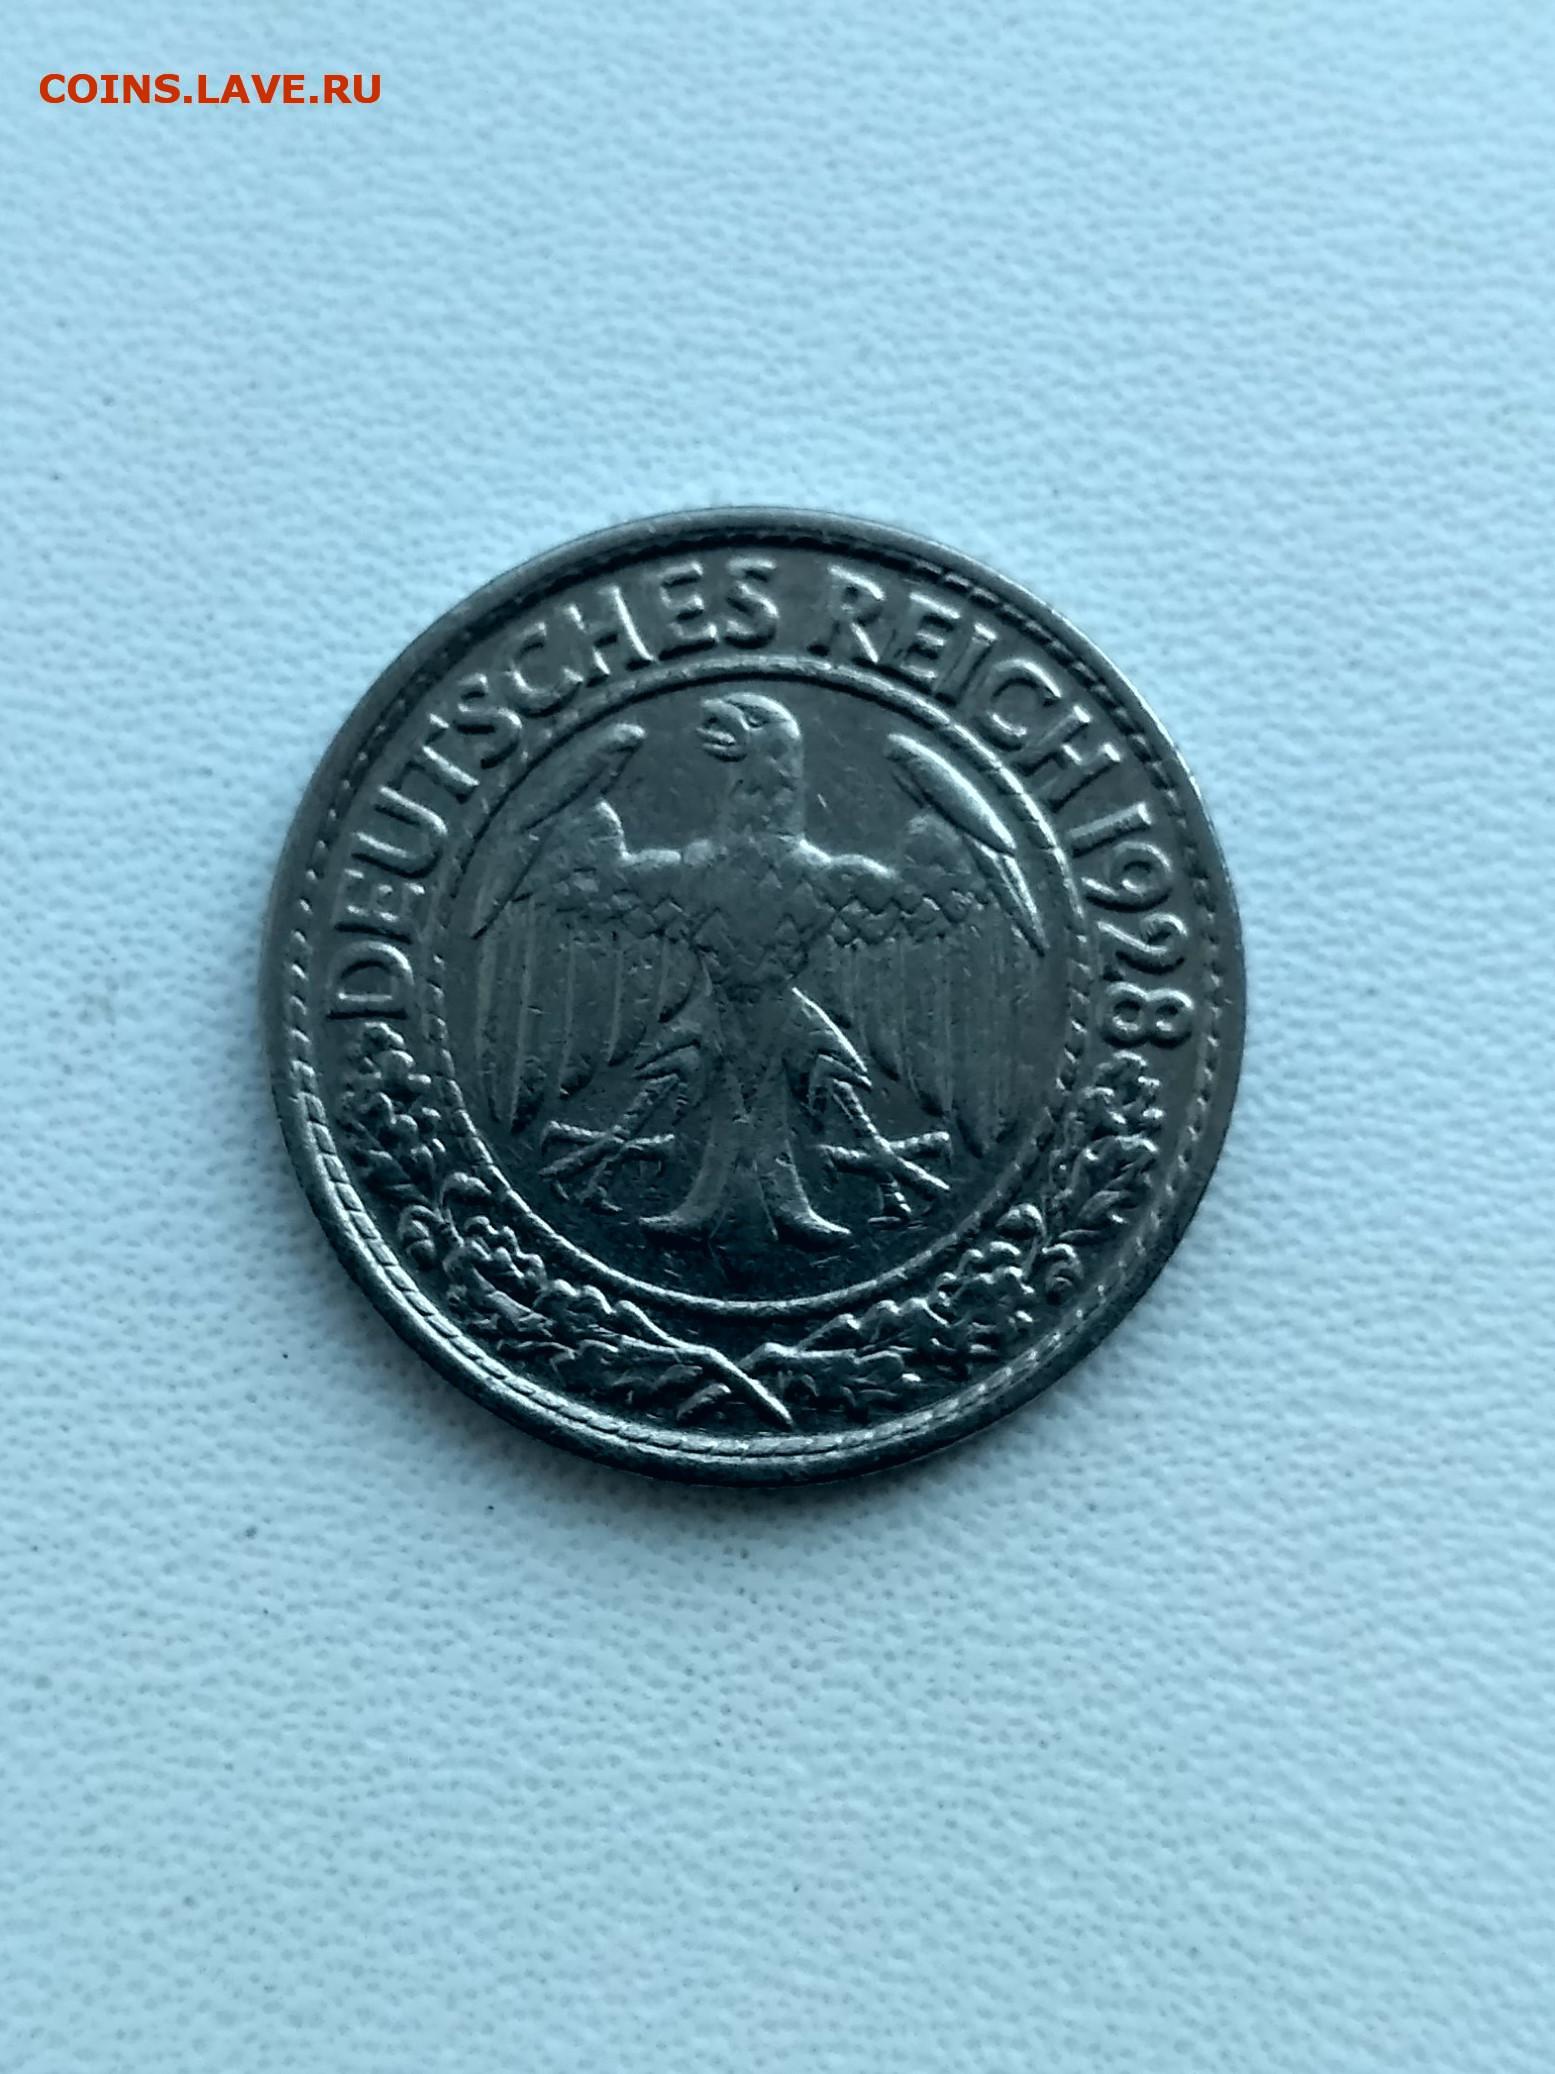 COINS.LAVE.RU
DEUTSCHES REICH 1928